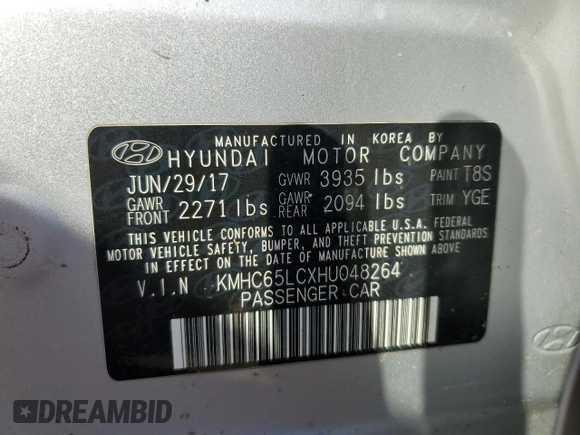 MANUFACTURED IN KOREA BY
HYUNDAI MOTOR COMPANY
JUN/29/17 GVWR 3935 lbs PAINT T8S
GAWR FRONT 2271 lbs GAWR REAR 2094 lbs TRIM YGE
THIS VEHICLE CONFORMS TO ALL APPLICABLE U.S.A. FEDERAL
MOTOR VEHICLE SAFETY, BUMPER, AND THEFT PREVENTION STANDARDS
IN EFFECT ON THE DATE OF MANUFACTURE SHOWN ABOVE
V.I.N KMHC65LCXHU048264
PASSENGER CAR
DREAMBID